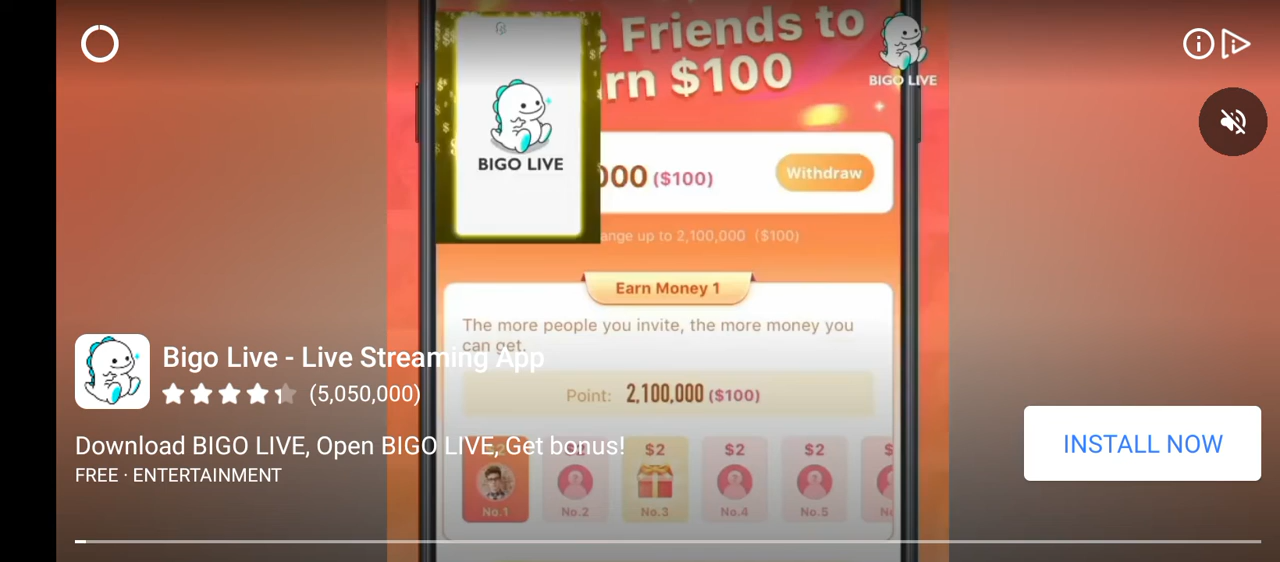 Friends to
rn $100
BIGO LIVE
BIGO LIVE
000 ($100)
Withdraw
ange up to 2,100,000 ($100)
Earn Money 1
The more people you invite, the more money you
can get.
Bigo Live - Live Streaming App
(5,050,000)
Point: 2,100,000 ($100)
Download BIGO LIVE, Open BIGO LIVE, Get bonus!
FREE · ENTERTAINMENT
INSTALL NOW
$2 $2 $2 $2
No.1 No.2 No.3 No.4 No.5